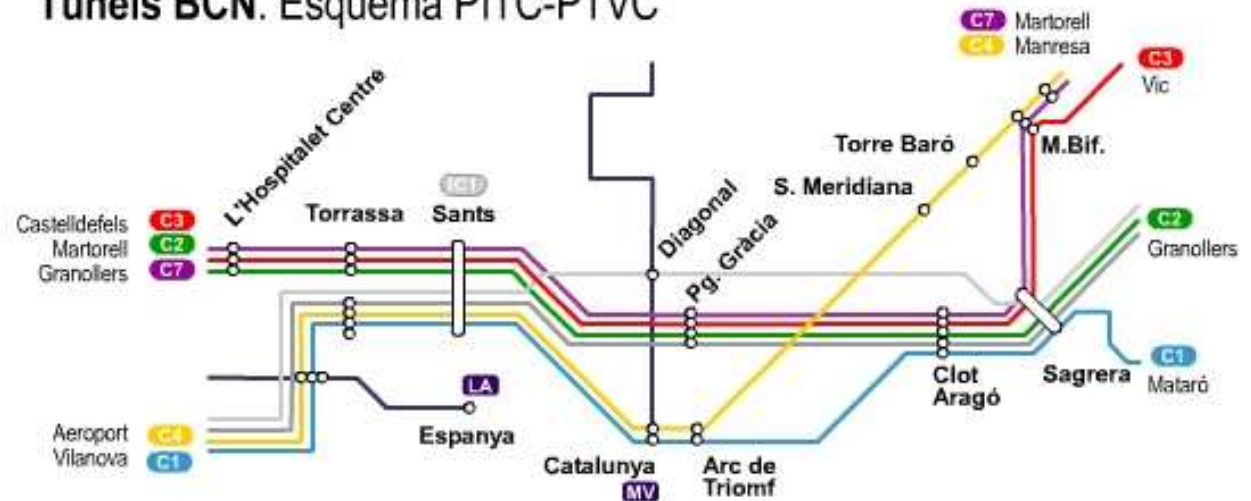 Túnels BCN. Esquema PITC-PTVC
C7 Martorell
C4 Manresa
C3
Vic
L'Hospitalet Centre
Torre Baró
M.Bif.
IC1
S. Meridiana
Castelldefels C3
Martorell C2
Granollers C7
Torrassa
Sants
Diagonal
Pg. Gràcia
C2
Granollers
Clot
Aragó
Sagrera
C1
Mataró
LA
Espanya
Aeroport C4
Vilanova C1
Catalunya
MV
Arc de
Triomf